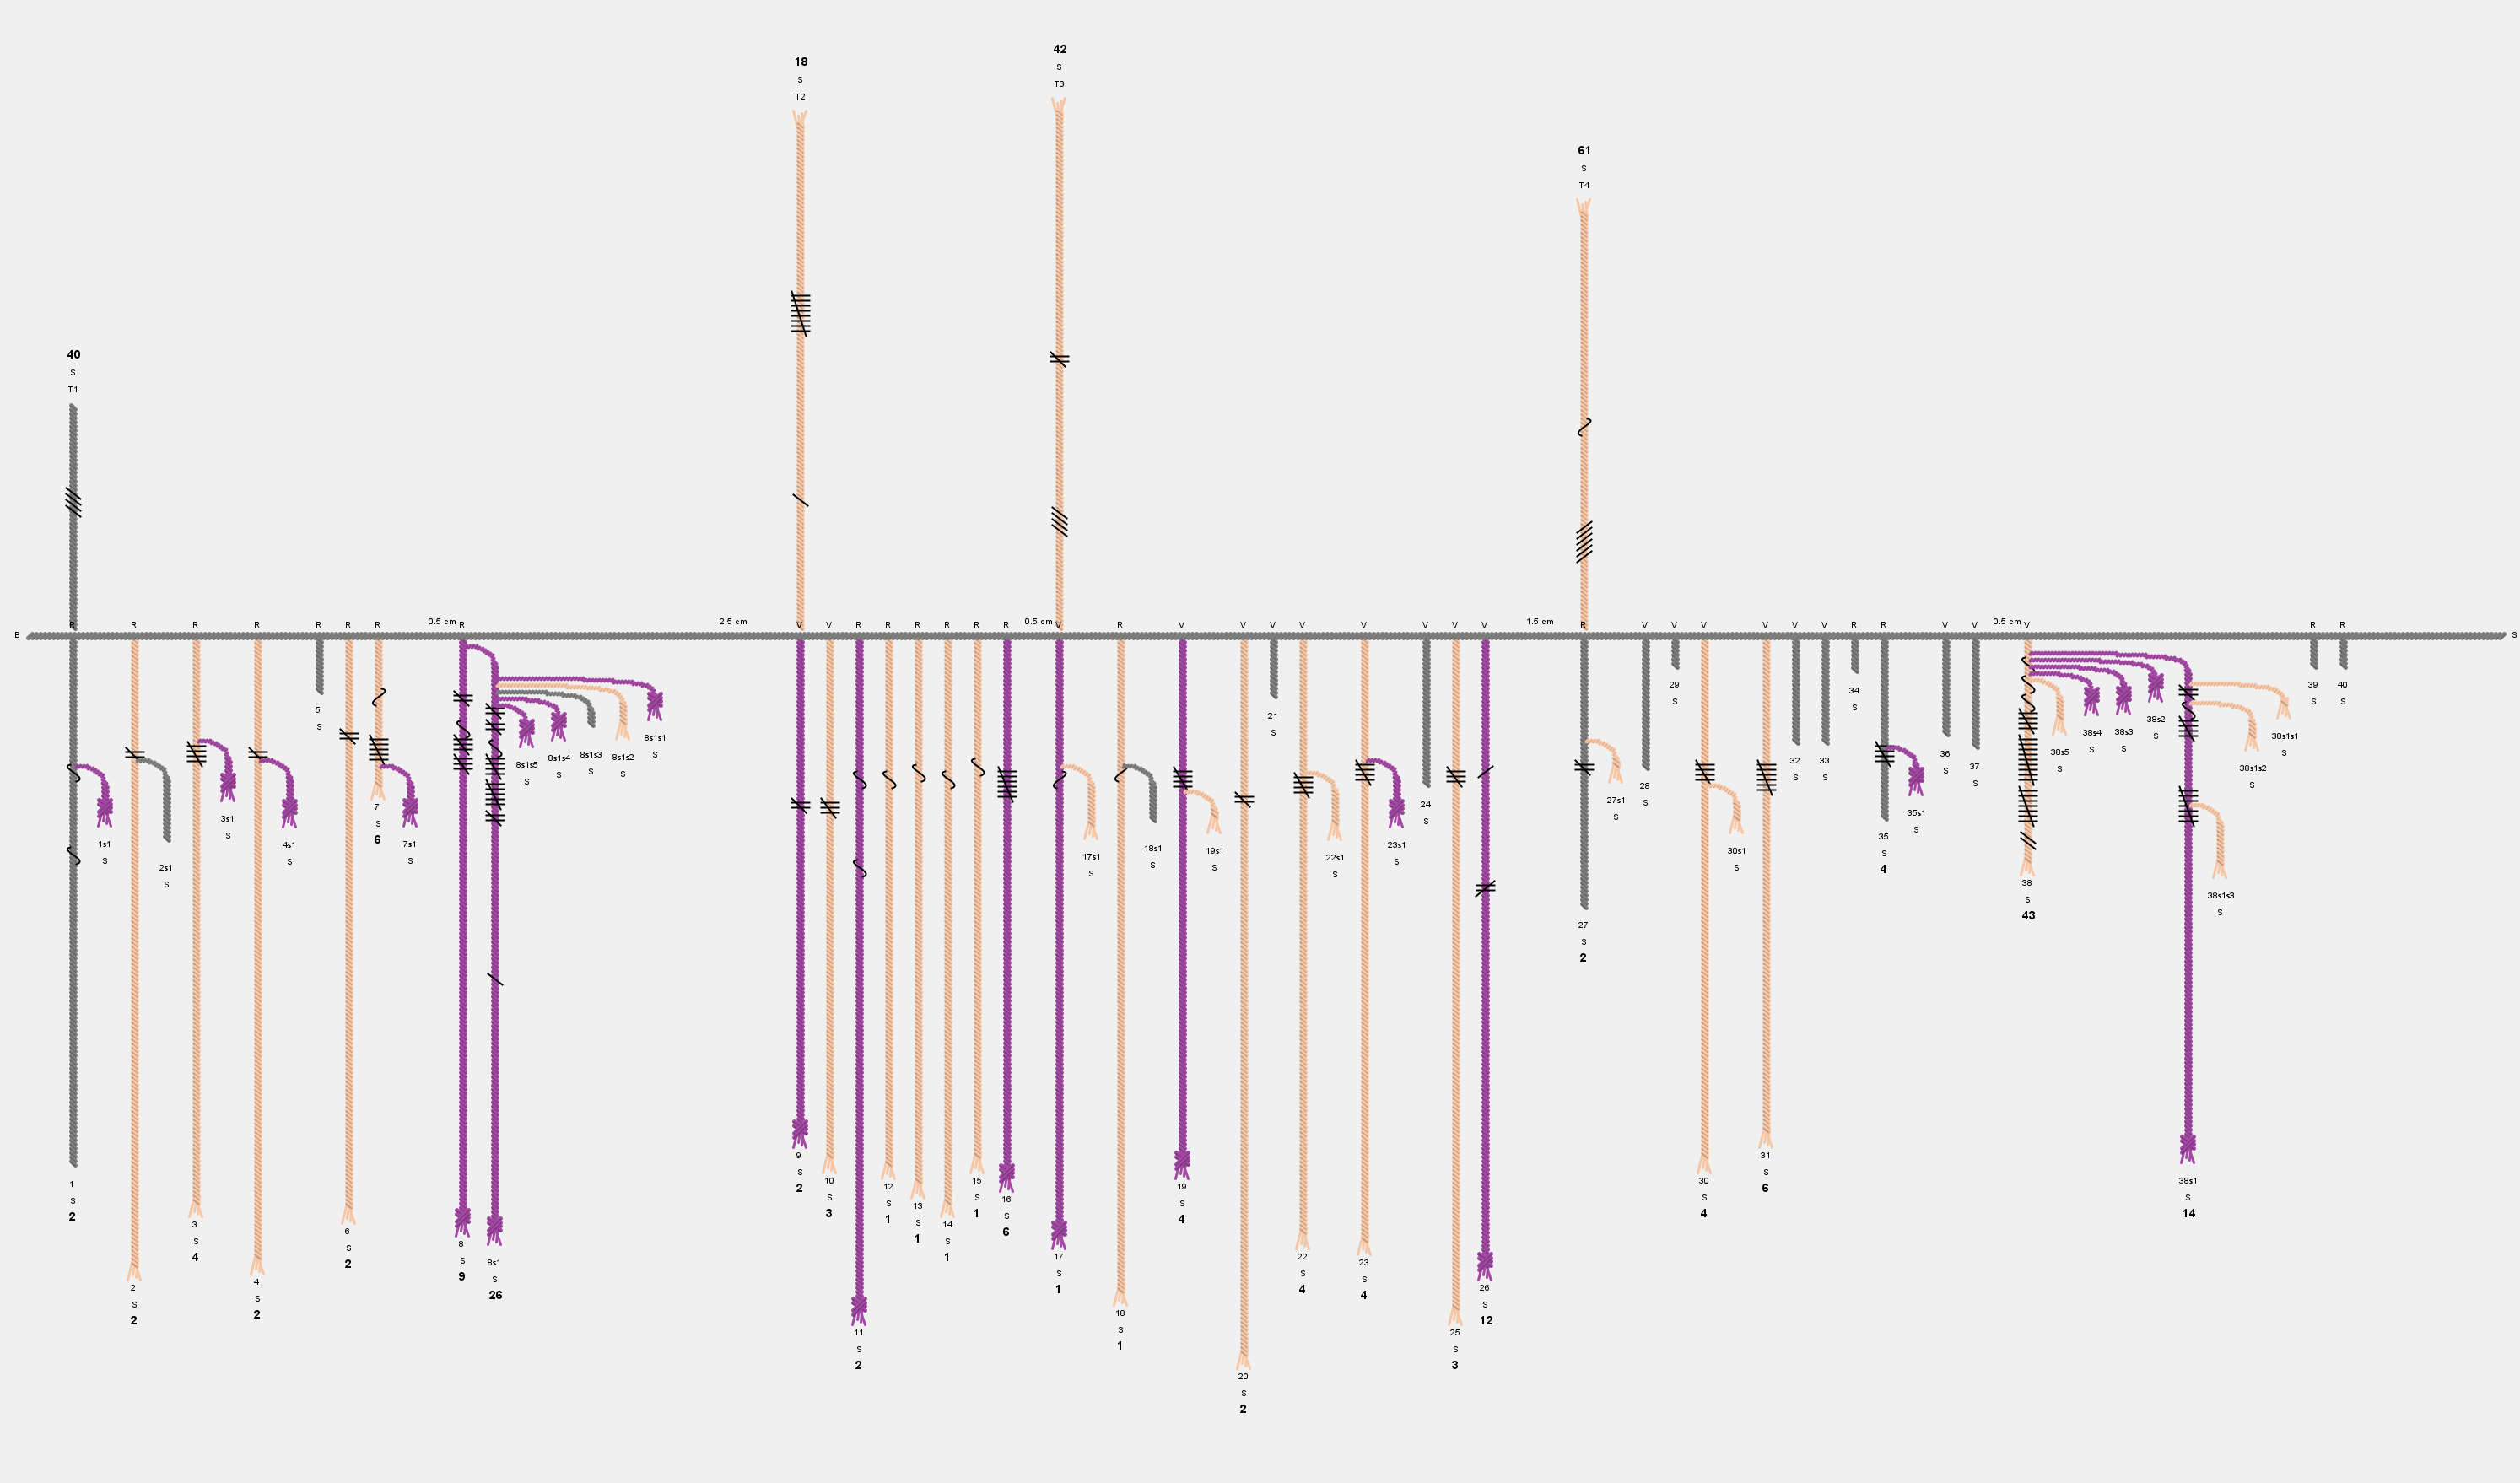 42
S
T3
18
S
T2
61
S
T4
40
S
T1
0.5 cm 2.5 cm 0.5 cm 1.5 cm 0.5 cm
R R R R R R R R V V R R R R R R V R V V V V V V V V R V V V V V V R R V V V R R
B S
29 39 40
S S S
34
S
5 21
S S
38s4 38s3 38s2 8s1s1 38s1s1
S S S S S
8s1s5 8s1s4 8s1s3 8s1s2 38s5 38s1s2
S S S S S S
32 33 36 37
S S S S
28 27s1
S S
7 24
S S
6
3s1 35s1
S S
1s1 4s1 7s1 23s1
S S S S
17s1 18s1 19s1 22s1 30s1 35
S S S S S S
4
2s1
S
38 38s1s3
S S
43
27
S
2
9 31
S S
2 6
1 10 12 15 16 19 30 38s1
S S S S S S S S
2 3 1 1 6 4 4 14
13
S
1
3 14
S S
4 1
6 8 17 22 23
S S S S S
2 9 1 4 4
8s1
S
26
4 2 26
S S S
2 2 12
18
S
1
11 25
S S
2 3
20
S
2